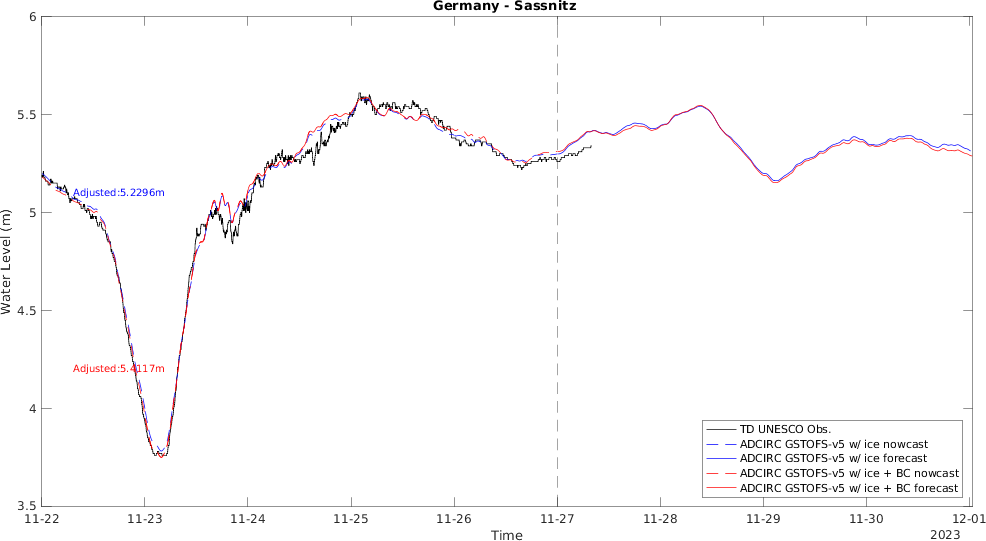 Germany - Sassnitz
6
5.5
5
4.5
4
3.5
Water Level (m)
Adjusted:5.2296m
Adjusted:5.4117m
TD UNESCO Obs.
ADCIRC GSTOFS-v5 w/ ice nowcast
ADCIRC GSTOFS-v5 w/ ice forecast
ADCIRC GSTOFS-v5 w/ ice + BC nowcast
ADCIRC GSTOFS-v5 w/ ice + BC forecast
11-22 11-23 11-24 11-25 11-26 11-27 11-28 11-29 11-30 12-01
Time
2023